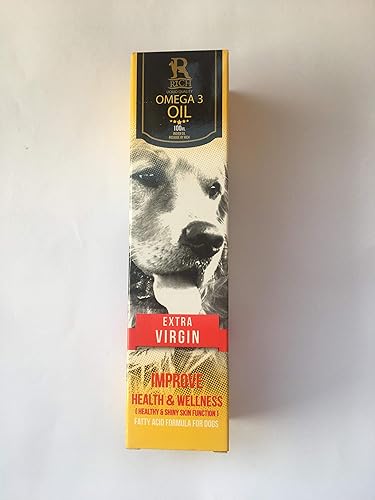 R
RICH
OMEGA 3
OIL
100ML
EXTRA
VIRGIN
IMPROVE
HEALTH & WELLNESS
( HEALTHY & SHINY SKIN FUNCTION )
FATTY ACID FORMULA FOR DOGS